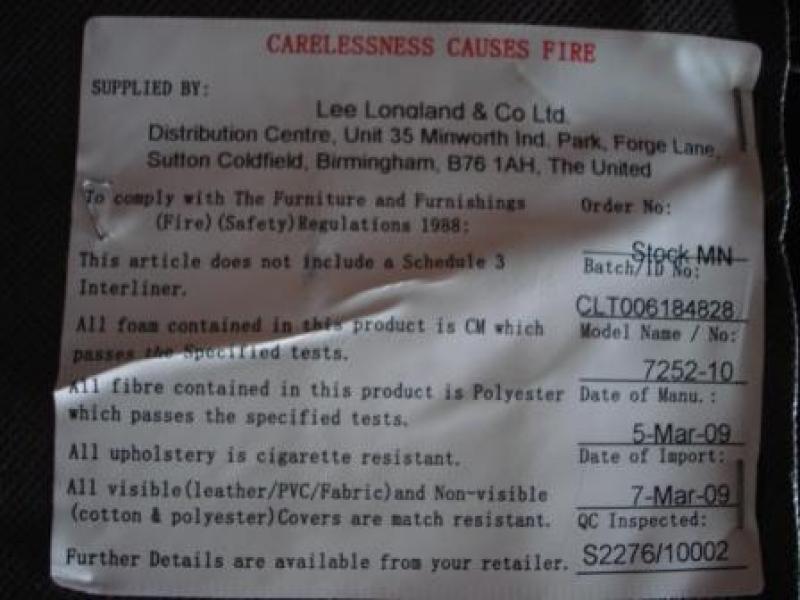 CARELESSNESS CAUSES FIRE
SUPPLIED BY:
Lee Longland & Co Ltd.
Distribution Centre, Unit 35 Minworth Ind. Park, Forge Lane,
Sutton Coldfield, Birmingham, B76 1AH, The United
To comply with The Furniture and Furnishings
(Fire)(Safety)Regulations 1988:
This article does not include a Schedule 3
Interliner.
All foam contained in this product is CM which
passes the Specified tests.
All fibre contained in this product is Polyester
which passes the specified tests.
All upholstery is cigarette resistant.
All visible(leather/PVC/Fabric)and Non-visible
(cotton & polyester)Covers are match resistant.
Further Details are available from your retailer.
Order No:
Stock MN
Batch/ID No:
CLT006184828
Model Name / No:
7252-10
Date of Manu.:
5-Mar-09
Date of Import:
7-Mar-09
QC Inspected:
S2276/10002